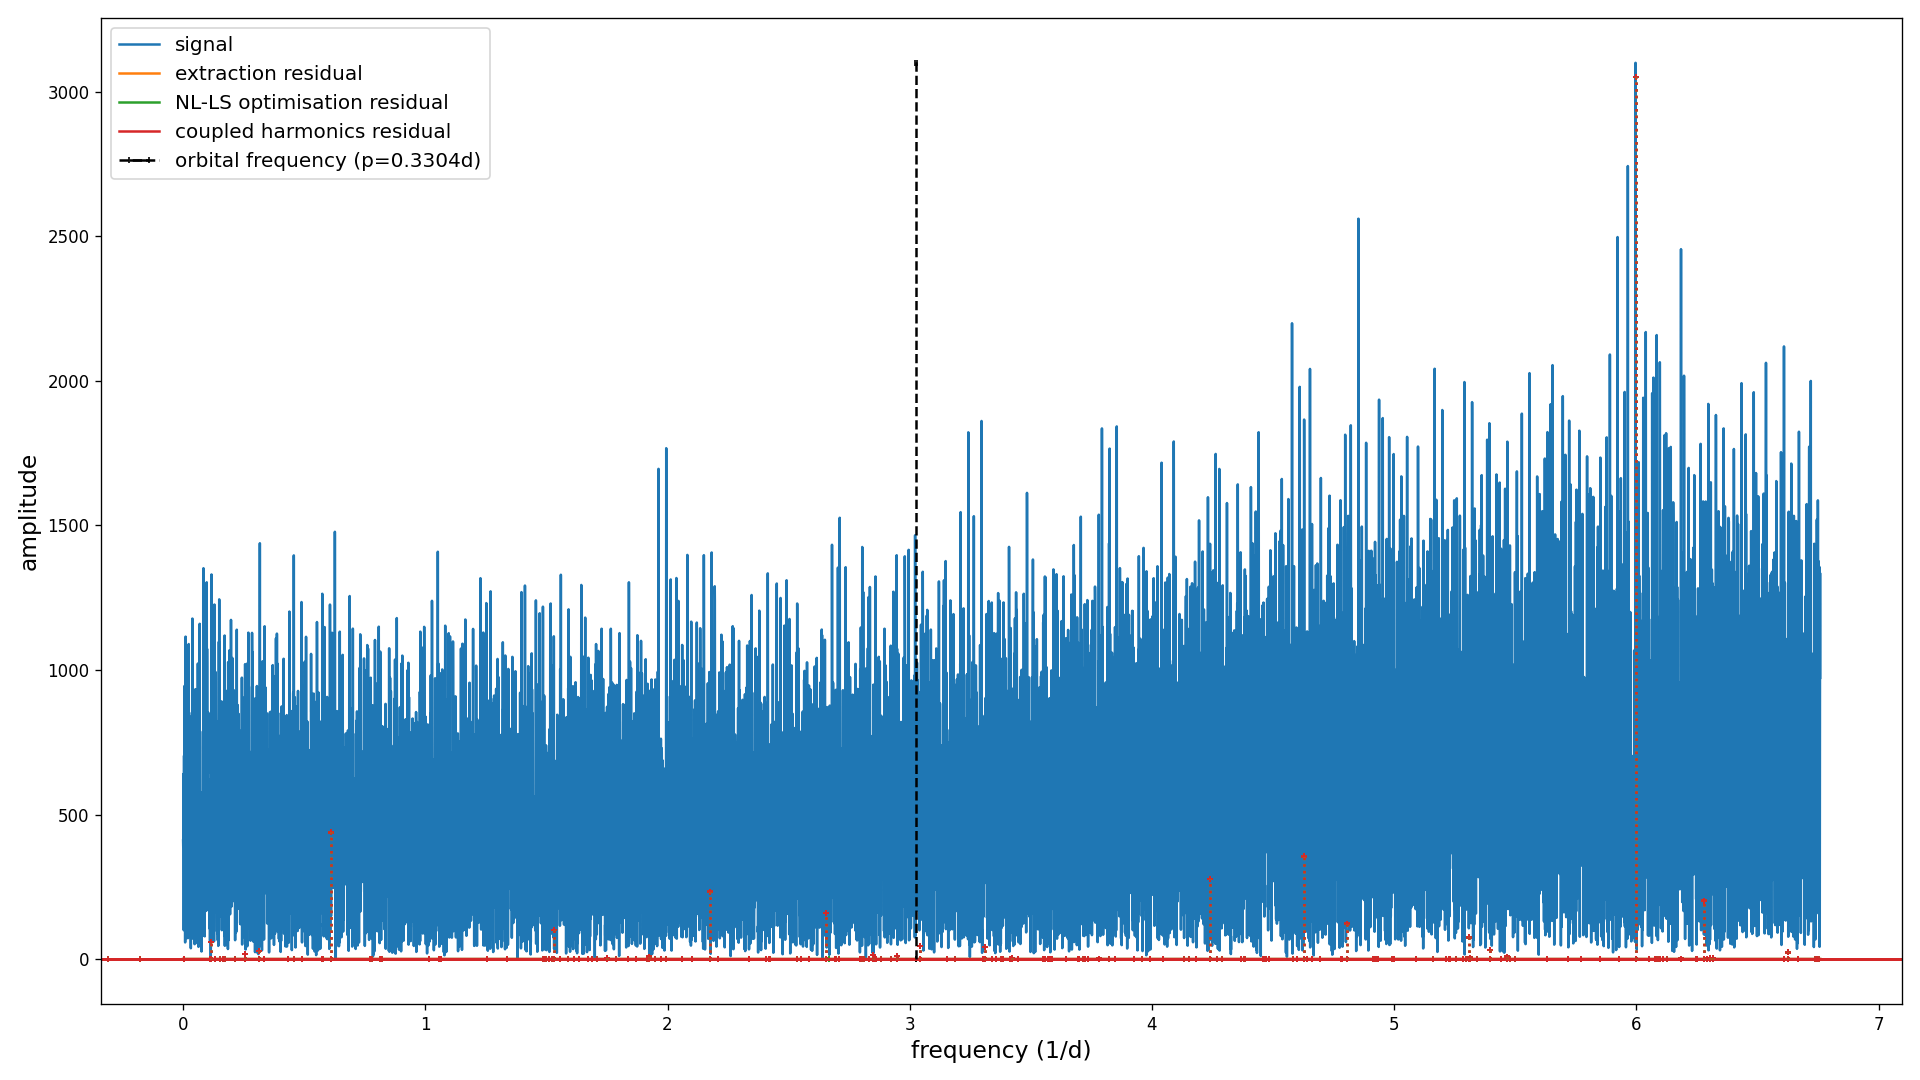 signal
extraction residual
NL-LS optimisation residual
coupled harmonics residual
orbital frequency (p=0.3304d)
3000
2500
2000
1500
1000
500
0
amplitude
0 1 2 3 4 5 6 7
frequency (1/d)